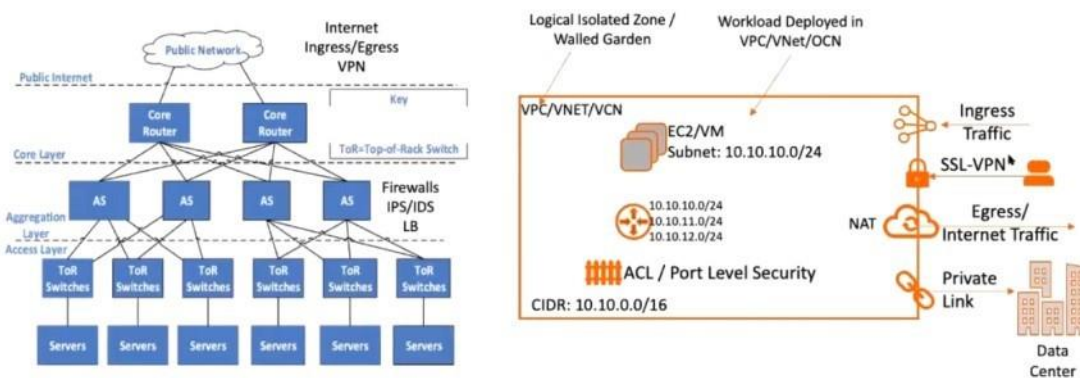 Public Network
Internet
Ingress/Egress
VPN
Public Internet
Key
Core
Router
Core
Router
ToR=Top-of-Rack Switch
Core Layer
AS
AS
AS
AS
Firewalls
IPS/IDS
LB
Aggregation
Layer
Access Layer
ToR
Switches
ToR
Switches
ToR
Switches
ToR
Switches
ToR
Switches
ToR
Switches
Servers
Servers
Servers
Servers
Servers
Servers
Logical Isolated Zone /
Walled Garden
Workload Deployed in
VPC/VNet/OCN
VPC/VNET/VCN
EC2/VM
Subnet: 10.10.10.0/24
10.10.10.0/24
10.10.11.0/24
10.10.12.0/24
ACL / Port Level Security
CIDR: 10.10.0.0/16
Ingress
Traffic
SSL-VPN
NAT
Egress/
Internet Traffic
Private
Link
Data
Center